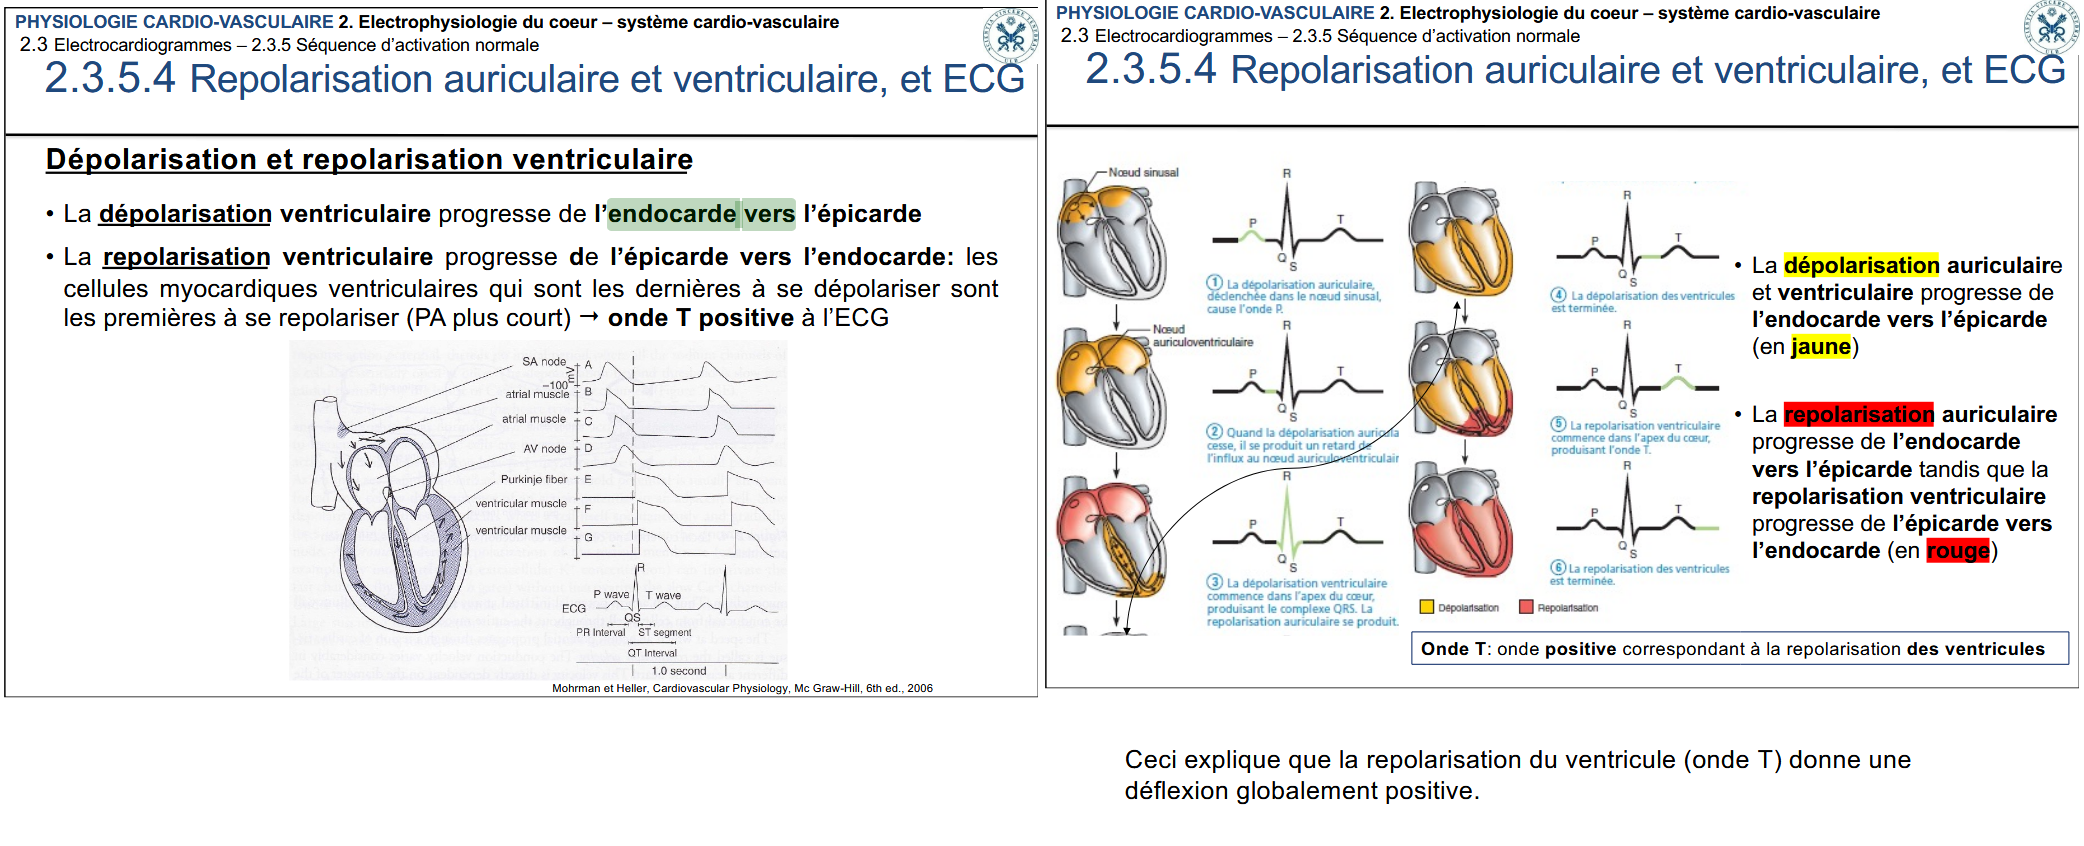 PHYSIOLOGIE CARDIO-VASCULAIRE 2. Electrophysiologie du coeur – système cardio-vasculaire
2.3 Electrocardiogrammes – 2.3.5 Séquence d’activation normale
2.3.5.4 Repolarisation auriculaire et ventriculaire, et ECG
Dépolarisation et repolarisation ventriculaire
• La dépolarisation ventriculaire progresse de l’endocarde vers l’épicarde
• La repolarisation ventriculaire progresse de l’épicarde vers l’endocarde: les
cellules myocardiques ventriculaires qui sont les dernières à se dépolariser sont
les premières à se repolariser (PA plus court) → onde T positive à l’ECG
SA node
mV
–100
A
atrial muscle
B
atrial muscle
C
AV node
D
Purkinje fiber
E
ventricular muscle
F
ventricular muscle
G
R
P wave
T wave
ECG
QS
PR Interval
ST segment
QT Interval
1.0 second
Mohrman et Heller, Cardiovascular Physiology, Mc Graw-Hill, 6th ed., 2006
PHYSIOLOGIE CARDIO-VASCULAIRE 2. Electrophysiologie du coeur – système cardio-vasculaire
2.3 Electrocardiogrammes – 2.3.5 Séquence d’activation normale
2.3.5.4 Repolarisation auriculaire et ventriculaire, et ECG
Nœud sinusal
R
P
T
Q
S
① La dépolarisation auriculaire,
déclenchée dans le nœud sinusal,
cause l’onde P.
Nœud
auriculoventriculaire
P
T
Q
S
② Quand la dépolarisation auricula
cesse, il se produit un retard de
l’influx au nœud auriculoventriculair
R
P
T
Q
S
③ La dépolarisation ventriculaire
commence dans l’apex du cœur,
produisant le complexe QRS. La
repolarisation auriculaire se produit.
R
P
T
Q
S
④ La dépolarisation des ventricules
est terminée.
R
P
T
Q
S
⑤ La repolarisation ventriculaire
commence dans l’apex du cœur,
produisant l’onde T.
R
P
T
Q
S
⑥ La repolarisation des ventricules
est terminée.
Dépolarisation
Repolarisation
• La dépolarisation auriculaire
et ventriculaire progresse de
l’endocarde vers l’épicarde
(en jaune)
• La repolarisation auriculaire
progresse de l’endocarde
vers l’épicarde tandis que la
repolarisation ventriculaire
progresse de l’épicarde vers
l’endocarde (en rouge)
Onde T: onde positive correspondant à la repolarisation des ventricules
Ceci explique que la repolarisation du ventricule (onde T) donne une
déflexion globalement positive.